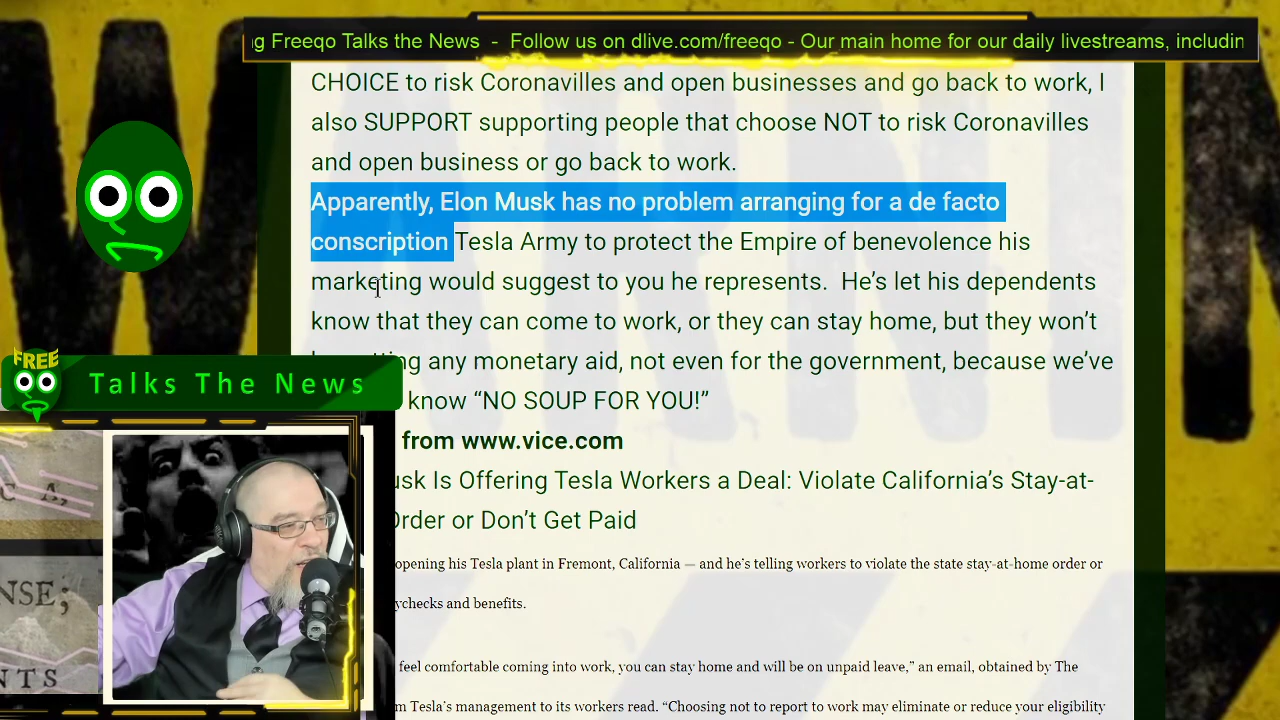 g Freeqo Talks the News - Follow us on dlive.com/freeqo - Our main home for our daily livestreams, includin
CHOICE to risk Coronavilles and open businesses and go back to work, I
also SUPPORT supporting people that choose NOT to risk Coronavilles
and open business or go back to work.
Apparently, Elon Musk has no problem arranging for a de facto
conscription Tesla Army to protect the Empire of benevolence his
marketing would suggest to you he represents. He's let his dependents
know that they can come to work, or they can stay home, but they won't
any monetary aid, not even for the government, because we've
know “NO SOUP FOR YOU!”
from www.vice.com
usk Is Offering Tesla Workers a Deal: Violate California's Stay-at-
Order or Don't Get Paid
opening his Tesla plant in Fremont, California — and he's telling workers to violate the state stay-at-home order or
ychecks and benefits.
feel comfortable coming into work, you can stay home and will be on unpaid leave,” an email, obtained by The
m Tesla's management to its workers read. “Choosing not to report to work may eliminate or reduce your eligibility
FREE
Talks The News
NSE;
NTS